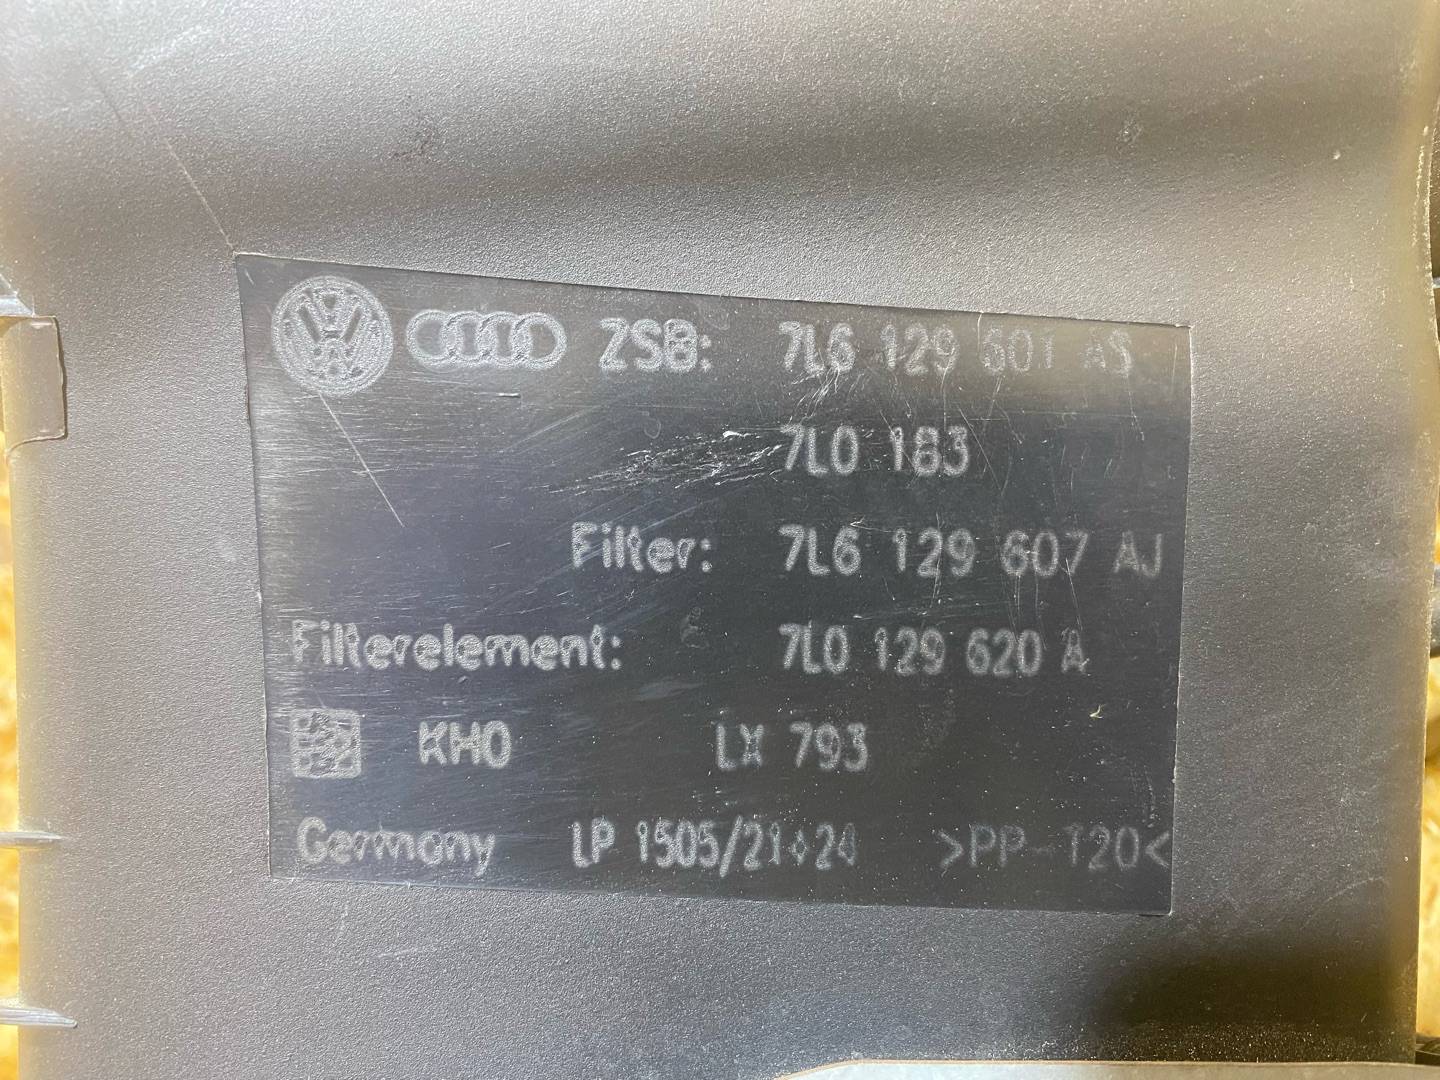 ZSB: 7L6 129 601 AS
7L0 183
Filter: 7L6 129 607 AJ
Filterelement: 7L0 129 620 A
KH0 LX 793
Germany LP 1505/21+24 >PP-T20<